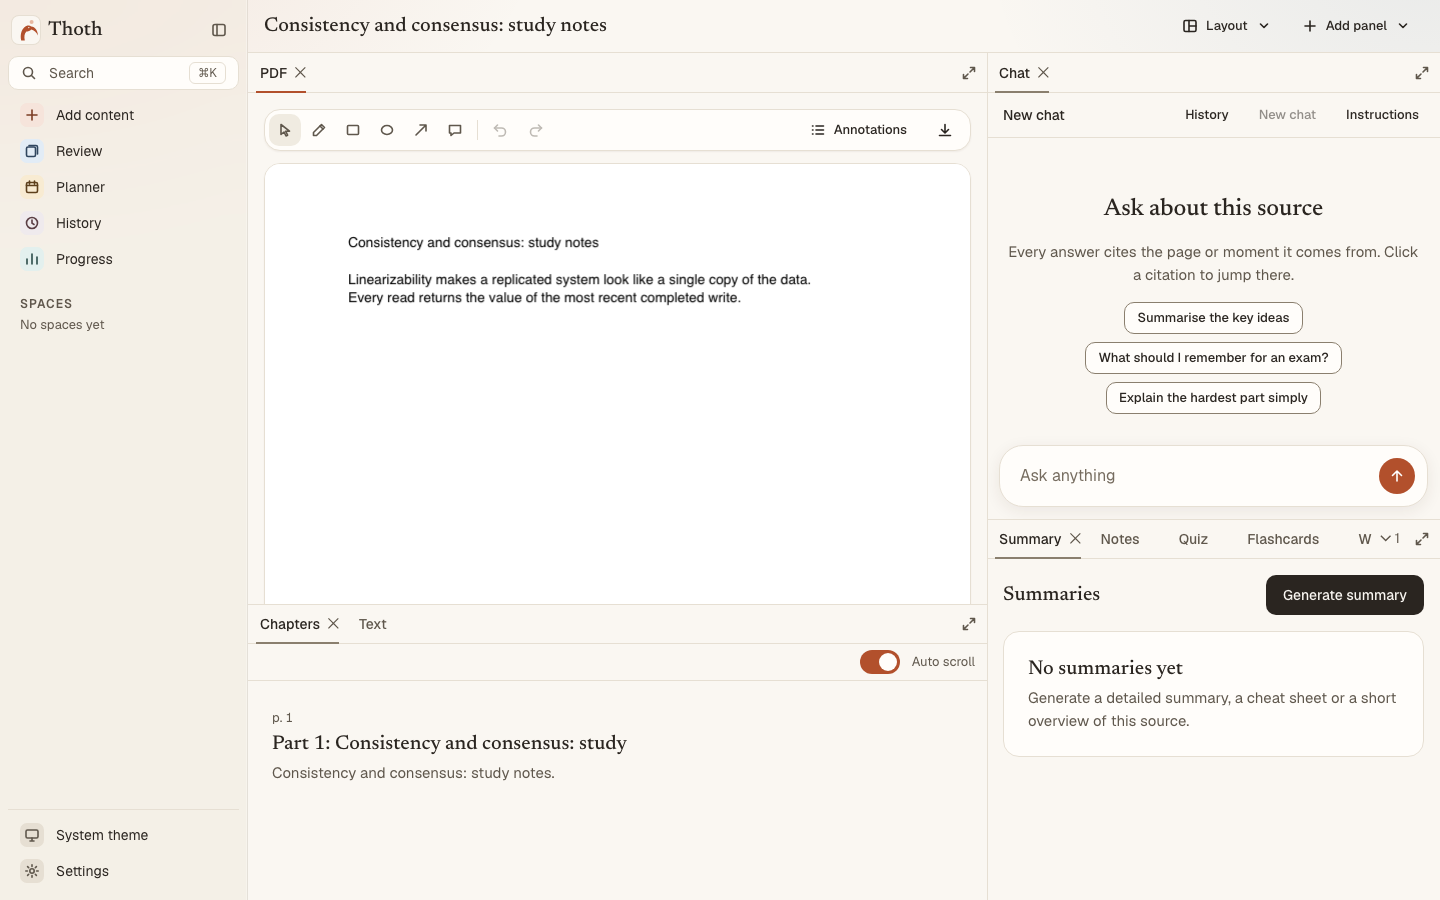 Thoth
Search
⌘K
Add content
Review
Planner
History
Progress
SPACES
No spaces yet
System theme
Settings
Consistency and consensus: study notes
Layout
Add panel
PDF
Annotations
Consistency and consensus: study notes
Linearizability makes a replicated system look like a single copy of the data.
Every read returns the value of the most recent completed write.
Chapters
Text
Auto scroll
p. 1
Part 1: Consistency and consensus: study
Consistency and consensus: study notes.
Chat
New chat
History
New chat
Instructions
Ask about this source
Every answer cites the page or moment it comes from. Click
a citation to jump there.
Summarise the key ideas
What should I remember for an exam?
Explain the hardest part simply
Ask anything
Summary
Notes
Quiz
Flashcards
W
1
Summaries
Generate summary
No summaries yet
Generate a detailed summary, a cheat sheet or a short
overview of this source.